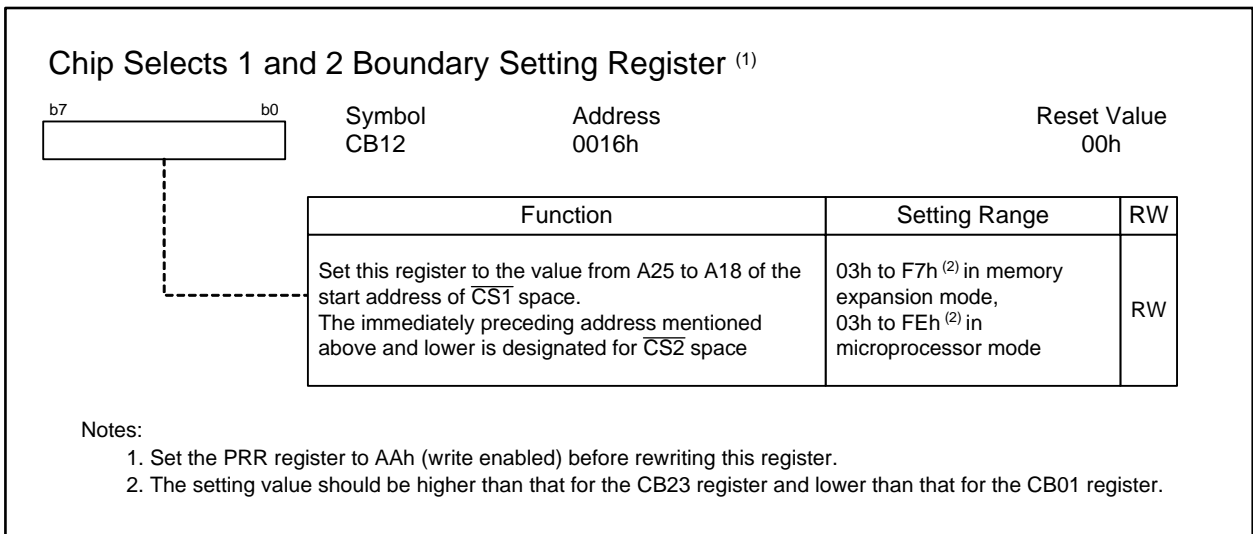 Chip Selects 1 and 2 Boundary Setting Register (1)
b7 b0
Symbol Address Reset Value
CB12 0016h 00h
Function Setting Range RW
Set this register to the value from A25 to A18 of the
start address of CS1 space.
The immediately preceding address mentioned
above and lower is designated for CS2 space
03h to F7h (2) in memory
expansion mode,
03h to FEh (2) in
microprocessor mode
RW
Notes:
1. Set the PRR register to AAh (write enabled) before rewriting this register.
2. The setting value should be higher than that for the CB23 register and lower than that for the CB01 register.